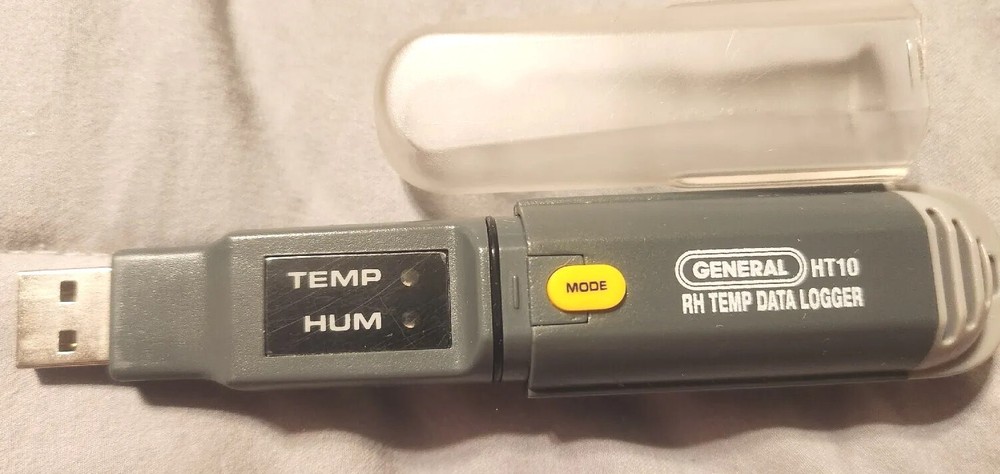 TEMP
HUM
MODE
GENERAL HT10
RH TEMP DATA LOGGER